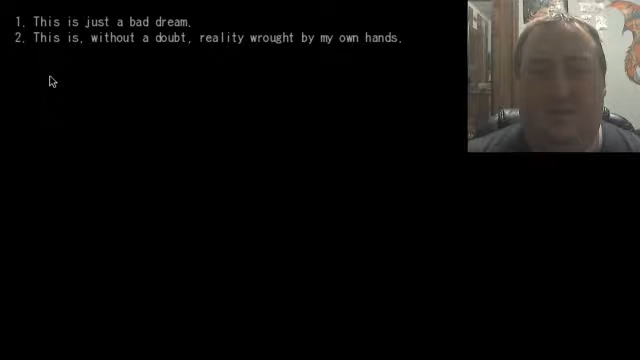 1. This is just a bad dream.
2. This is, without a doubt, reality wrought by my own hands.